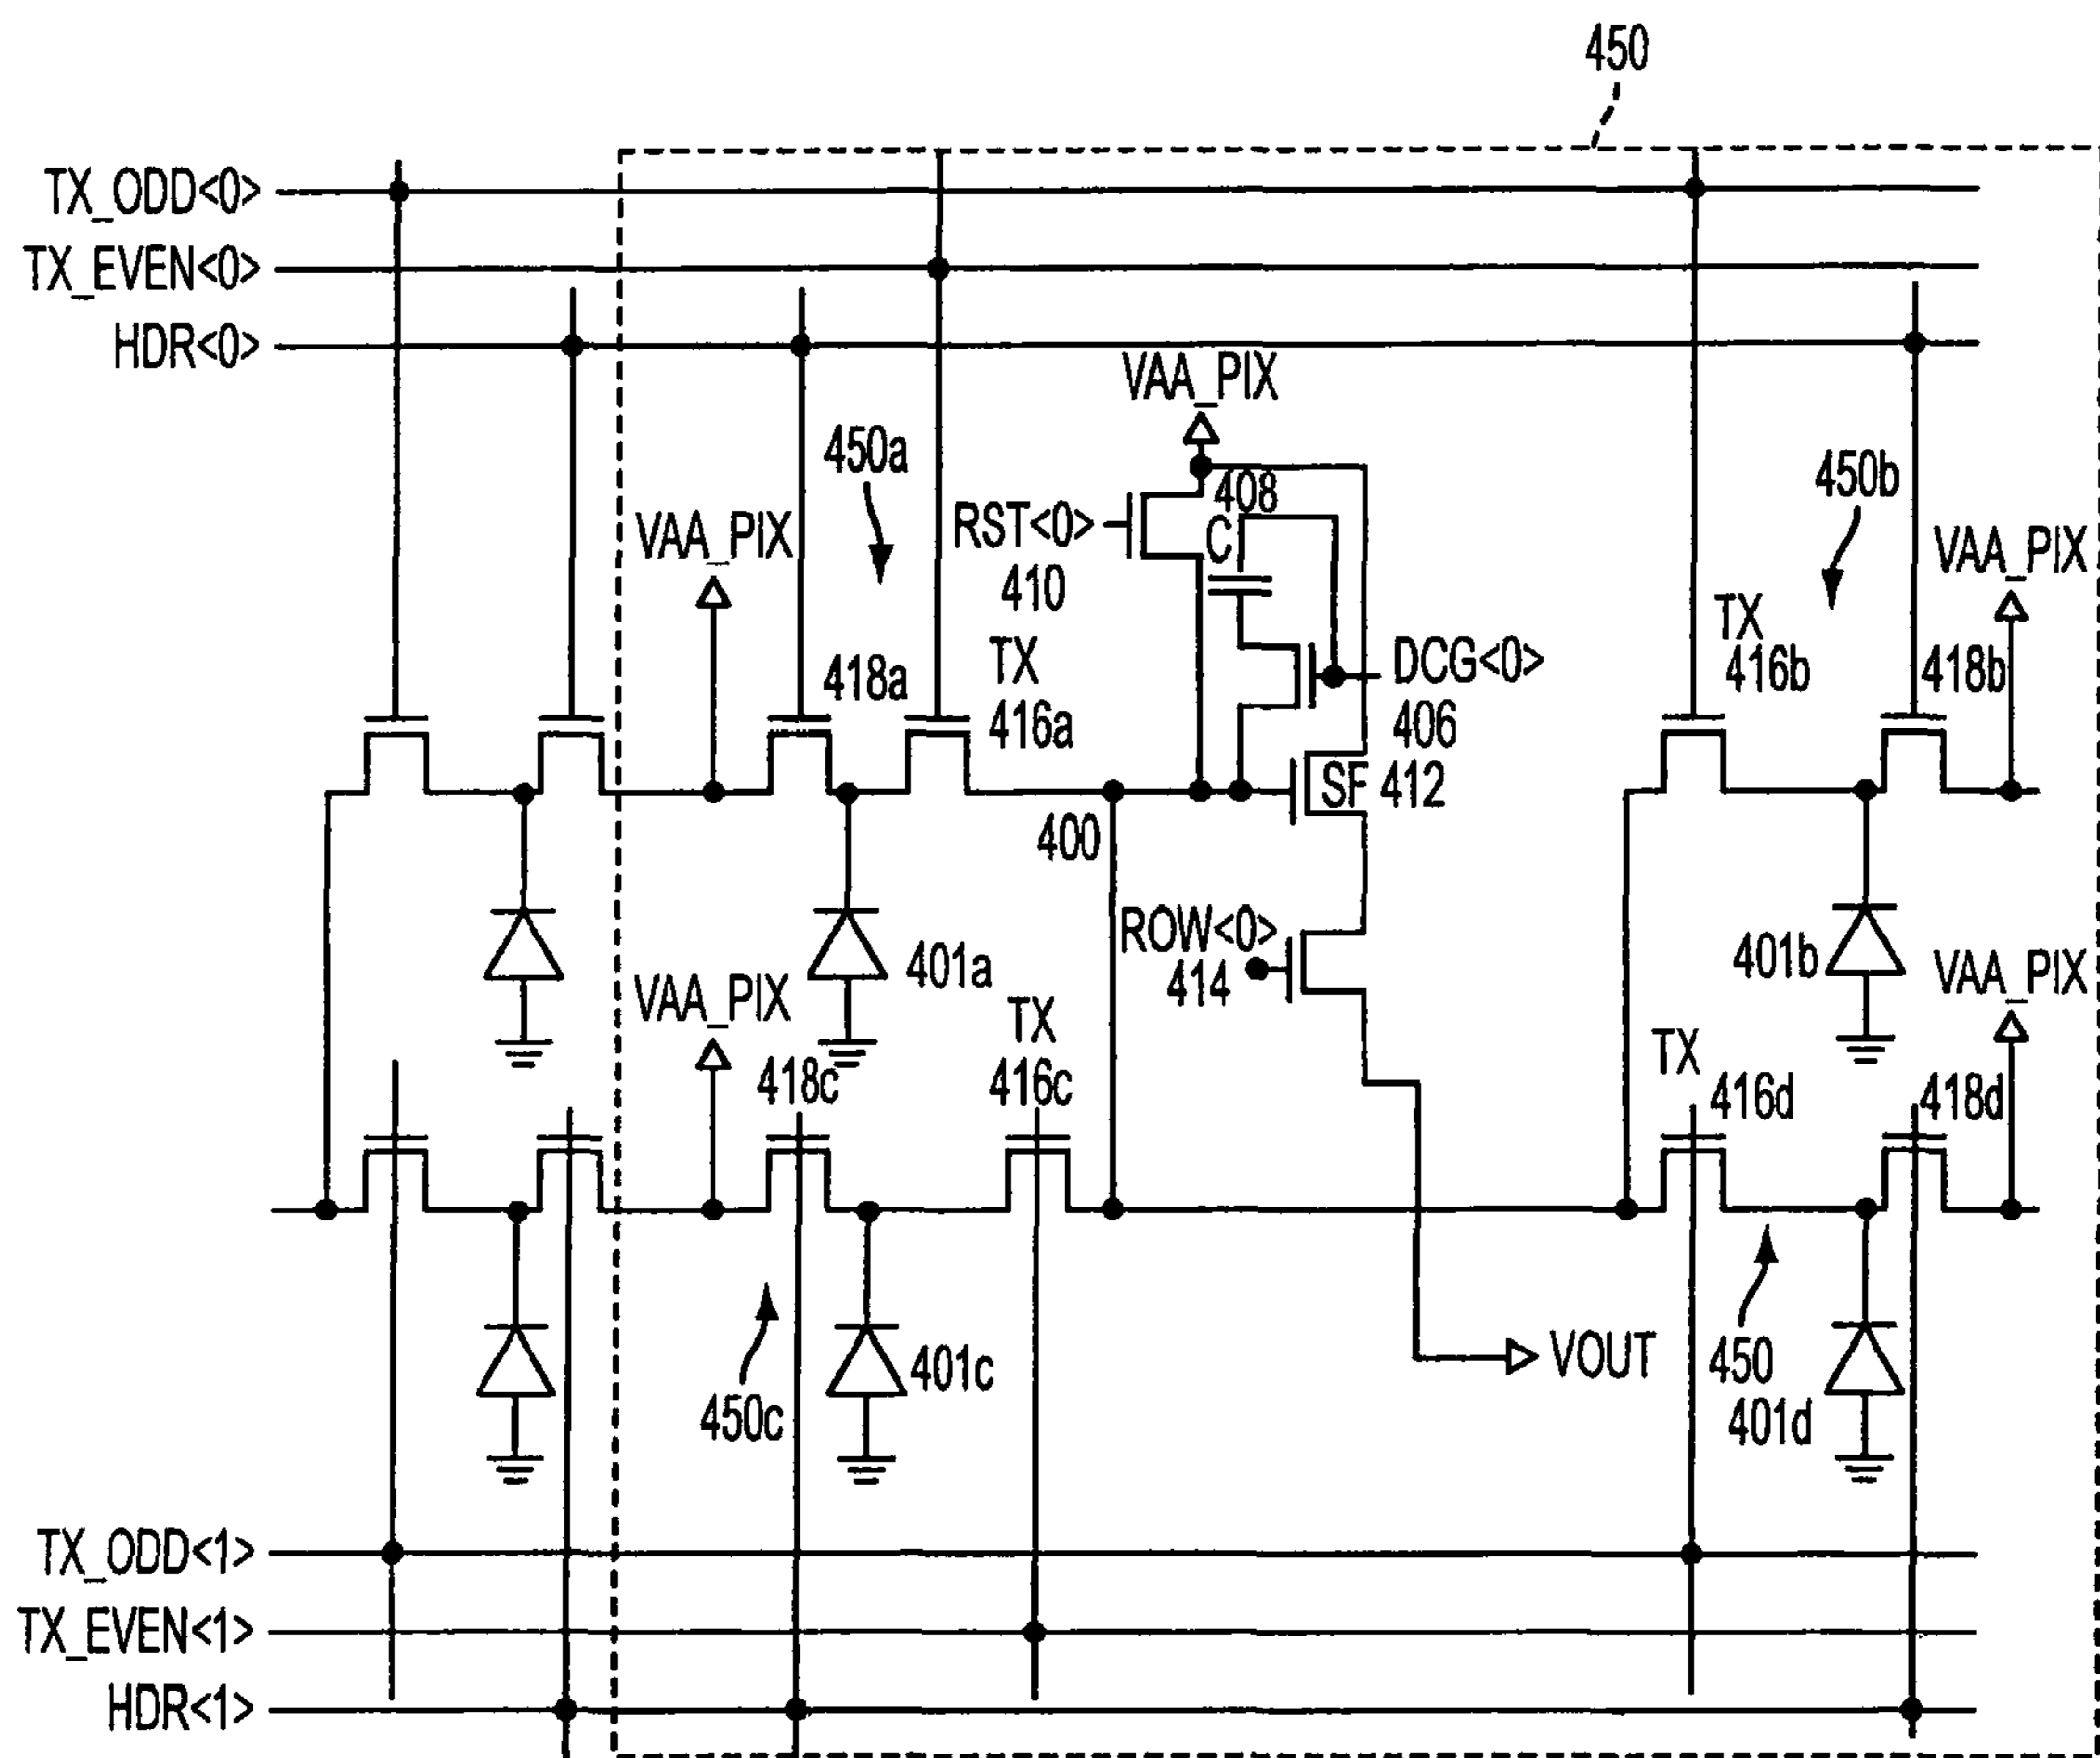 450
TX_ODD<0>
TX_EVEN<0>
HDR<0>
VAA_PIX
450a
450b
408
VAA_PIX
RST<0>
C
VAA_PIX
410
TX
416b
TX
416a
418a
DCG<0>
418b
406
SF 412
400
ROW<0>
414
401a
401b
VAA_PIX
VAA_PIX
TX
416c
TX
418c
416d
418d
VOUT
450
401c
450c
401d
TX_ODD<1>
TX_EVEN<1>
HDR<1>